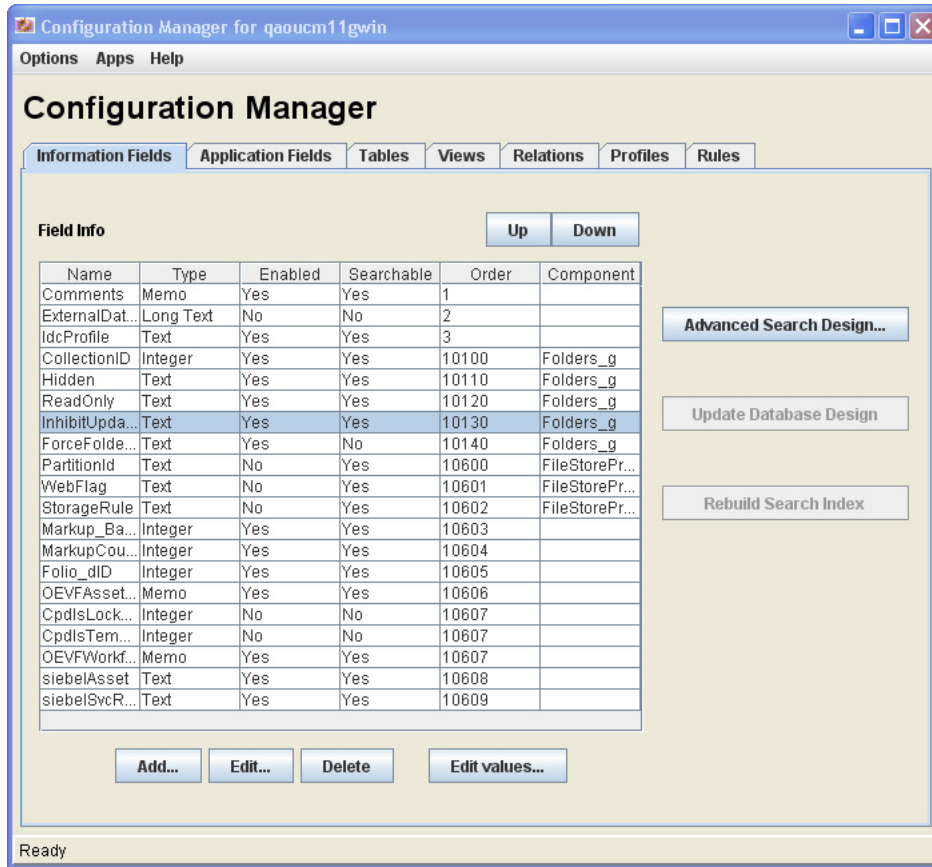 Configuration Manager for qaoucm11gwin
Options Apps Help
Configuration Manager
Information Fields Application Fields Tables Views Relations Profiles Rules
Field Info Up Down
Name Type Enabled Searchable Order Component
Comments Memo Yes Yes 1
ExternalDat... Long Text No No 2
IdcProfile Text Yes Yes 3
Advanced Search Design...
CollectionID Integer Yes Yes 10100 Folders_g
Hidden Text Yes Yes 10110 Folders_g
ReadOnly Text Yes Yes 10120 Folders_g
InhibitUpda... Text Yes Yes 10130 Folders_g
Update Database Design
ForceFolde... Text Yes No 10140 Folders_g
PartitionId Text No Yes 10600 FileStorePr...
WebFlag Text No Yes 10601 FileStorePr...
StorageRule Text No Yes 10602 FileStorePr...
Rebuild Search Index
Markup_Ba... Integer Yes Yes 10603
MarkupCou... Integer Yes Yes 10604
Folio_dID Integer Yes Yes 10605
OEVFAsset... Memo Yes Yes 10606
CpdIsLock... Integer No No 10607
CpdIsTem... Integer No No 10607
OEVFWorkf... Memo Yes Yes 10607
siebelAsset Text Yes Yes 10608
siebelSvcR... Text Yes Yes 10609
Add... Edit... Delete Edit values...
Ready